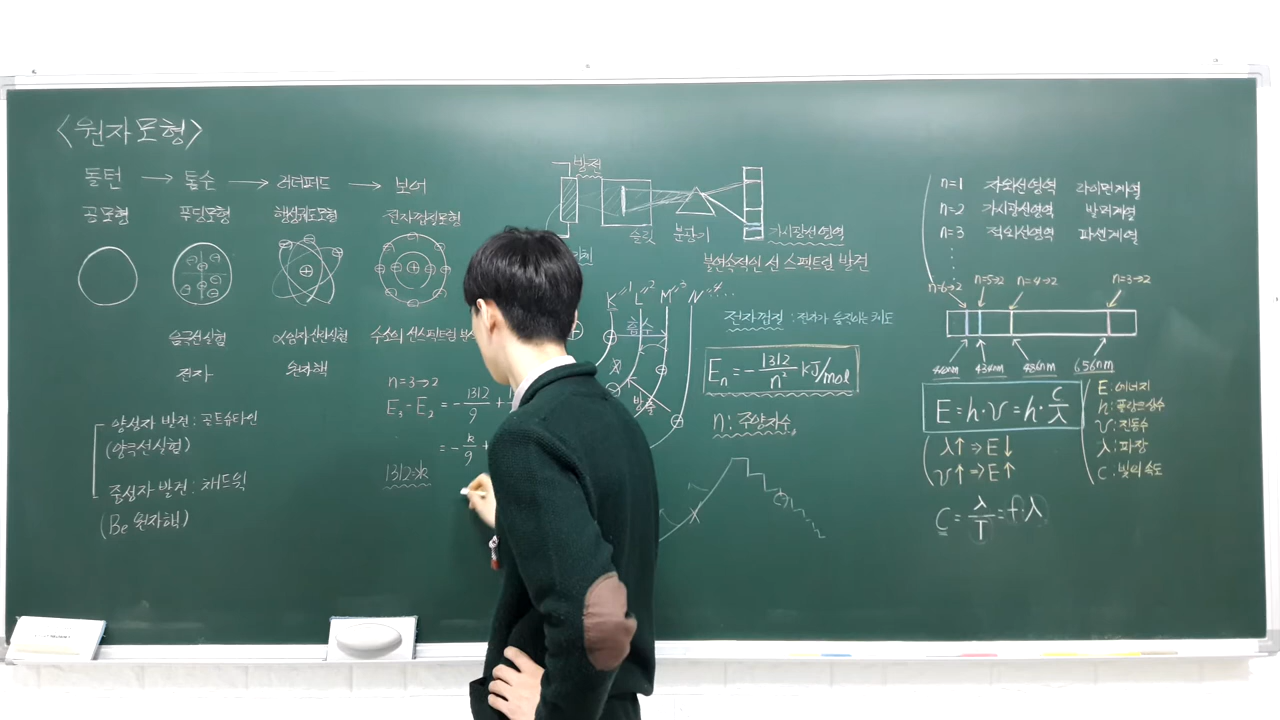 <원자모형>
돌턴 → 톰슨 → 러더퍼드 → 보어
공모형 푸딩모형 행성궤도모형 전자껍질모형
음극선실험 α입자산란실험 수소의 선스펙트럼
전자 원자핵
양성자 발견 : 골트슈타인
(양극선실험)
중성자 발견 : 채드윅
(Be 원자핵)
n=3→2
E₃-E₂ = -1312/9 +
= -k/9 +
1312⇒k
방전
슬릿 분광기 가시광선영역
불연속적인 선 스펙트럼 발견
K"1 L"2 M"3 N"4....
흡수
방출
전자껍질 : 전자가 움직이는 궤도
Eₙ = -1312/n² kJ/mol
n : 주양자수
n=1 자외선영역 라이먼계열
n=2 가시광선영역 발머계열
n=3 적외선영역 파셴계열
n=6→2 n=5→2 n=4→2 n=3→2
434nm 486nm 656nm
E=h·ν=h·c/λ
λ↑ ⇒ E↓
ν↑ ⇒ E↑
E : 에너지
h : 플랑크상수
ν : 진동수
λ : 파장
c : 빛의 속도
C = λ/T = f·λ